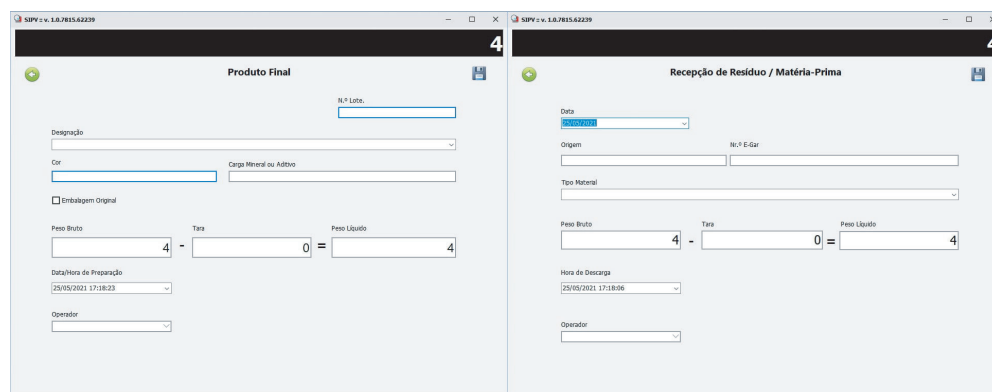 SIPV :: v. 1.0.7815.62239
4
Produto Final
N.º Lote.
Designação
Cor
Carga Mineral ou Aditivo
Embalagem Original
Peso Bruto
Tara
Peso Líquido
4 - 0 = 4
Data/Hora de Preparação
25/05/2021 17:18:23
Operador
SIPV :: v. 1.0.7815.62239
4
Recepção de Resíduo / Matéria-Prima
Data
25/05/2021
Origem
Nr.º E-Gar
Tipo Material
Peso Bruto
Tara
Peso Líquido
4 - 0 = 4
Hora de Descarga
25/05/2021 17:18:06
Operador